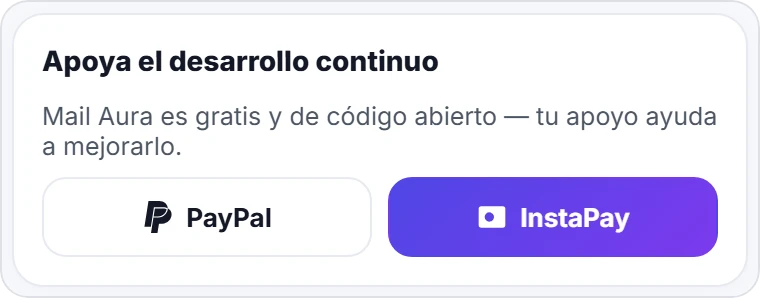 Apoya el desarrollo continuo
Mail Aura es gratis y de código abierto — tu apoyo ayuda
a mejorarlo.
PayPal
InstaPay